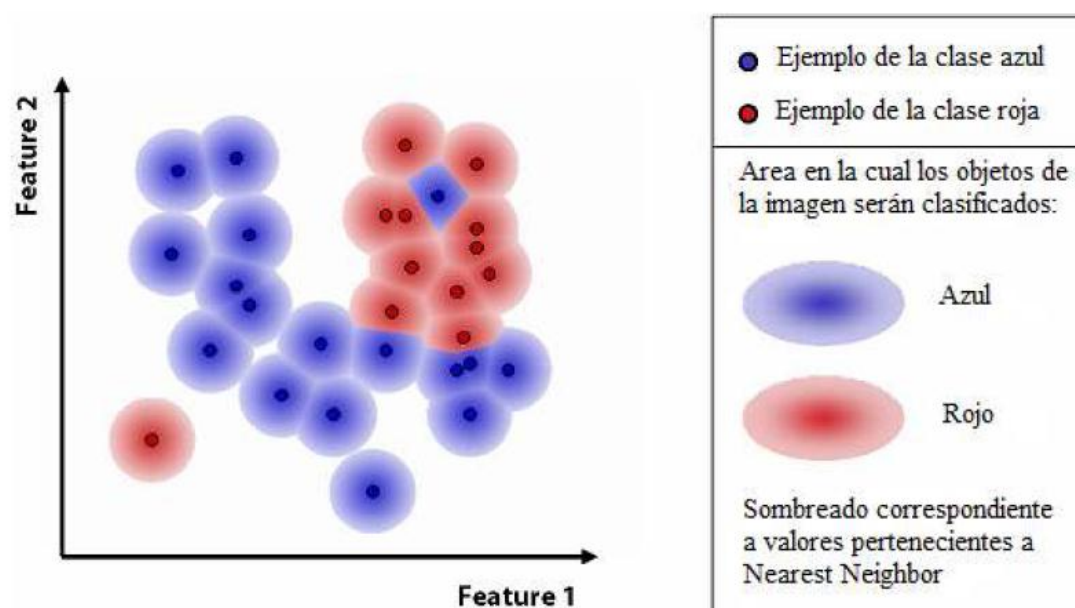 Feature 2
Feature 1
Ejemplo de la clase azul
Ejemplo de la clase roja
Area en la cual los objetos de
la imagen serán clasificados:
Azul
Rojo
Sombreado correspondiente
a valores pertenecientes a
Nearest Neighbor